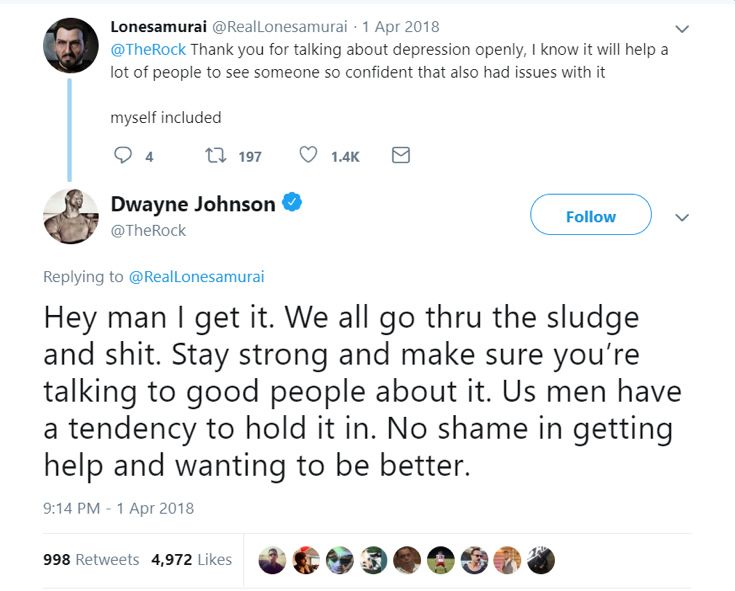 Lonesamurai @RealLonesamurai · 1 Apr 2018
@TheRock Thank you for talking about depression openly, I know it will help a
lot of people to see someone so confident that also had issues with it
myself included
4 197 1.4K
Dwayne Johnson
@TheRock
Follow
Replying to @RealLonesamurai
Hey man I get it. We all go thru the sludge
and shit. Stay strong and make sure you’re
talking to good people about it. Us men have
a tendency to hold it in. No shame in getting
help and wanting to be better.
9:14 PM - 1 Apr 2018
998 Retweets 4,972 Likes